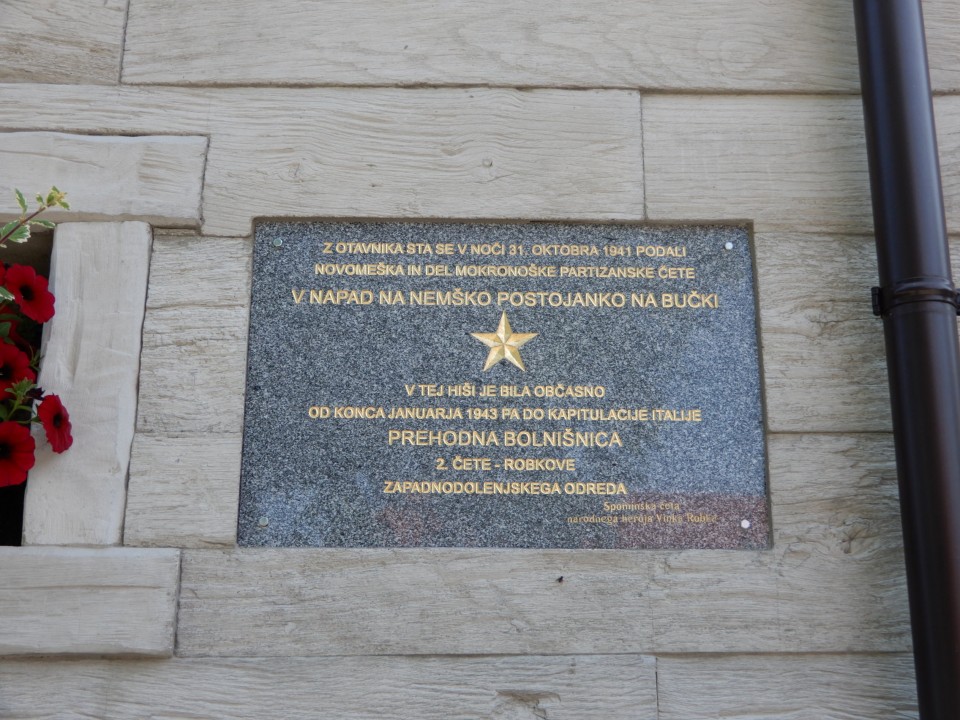 Z OTAVNIKA STA SE V NOČI 31. OKTOBRA 1941 PODALI
NOVOMEŠKA IN DEL MOKRONOŠKE PARTIZANSKE ČETE
V NAPAD NA NEMŠKO POSTOJANKO NA BUČKI
V TEJ HIŠI JE BILA OBČASNO
OD KONCA JANUARJA 1943 PA DO KAPITULACIJE ITALIJE
PREHODNA BOLNIŠNICA
2. ČETE - ROBKOVE
ZAPADNODOLENJSKEGA ODREDA
Spominska četa
narodnega heroja Vinka Robka